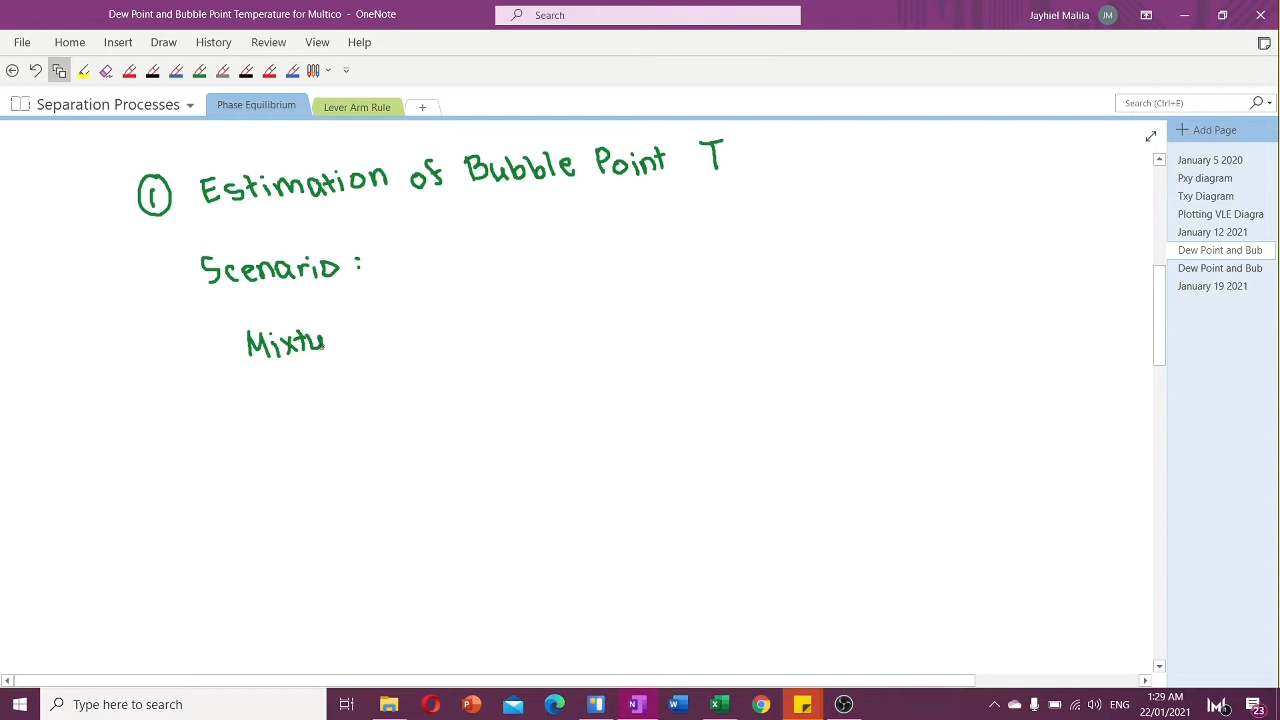 Dew Point and Bubble Point Temperature for Multico - OneNote
Search
Jayhiel Malila
JM
File Home Insert Draw History Review View Help
Separation Processes
Phase Equilibrium
Lever Arm Rule
Search (Ctrl+E)
Add Page
January 5 2020
Pxy diagram
Txy Diagram
Plotting VLE Diagra
January 12 2021
Dew Point and Bub
Dew Point and Bub
January 19 2021
① Estimation of Bubble Point T
Scenario :
Mixtu
Type here to search
ENG
1:29 AM
22/01/2021
23